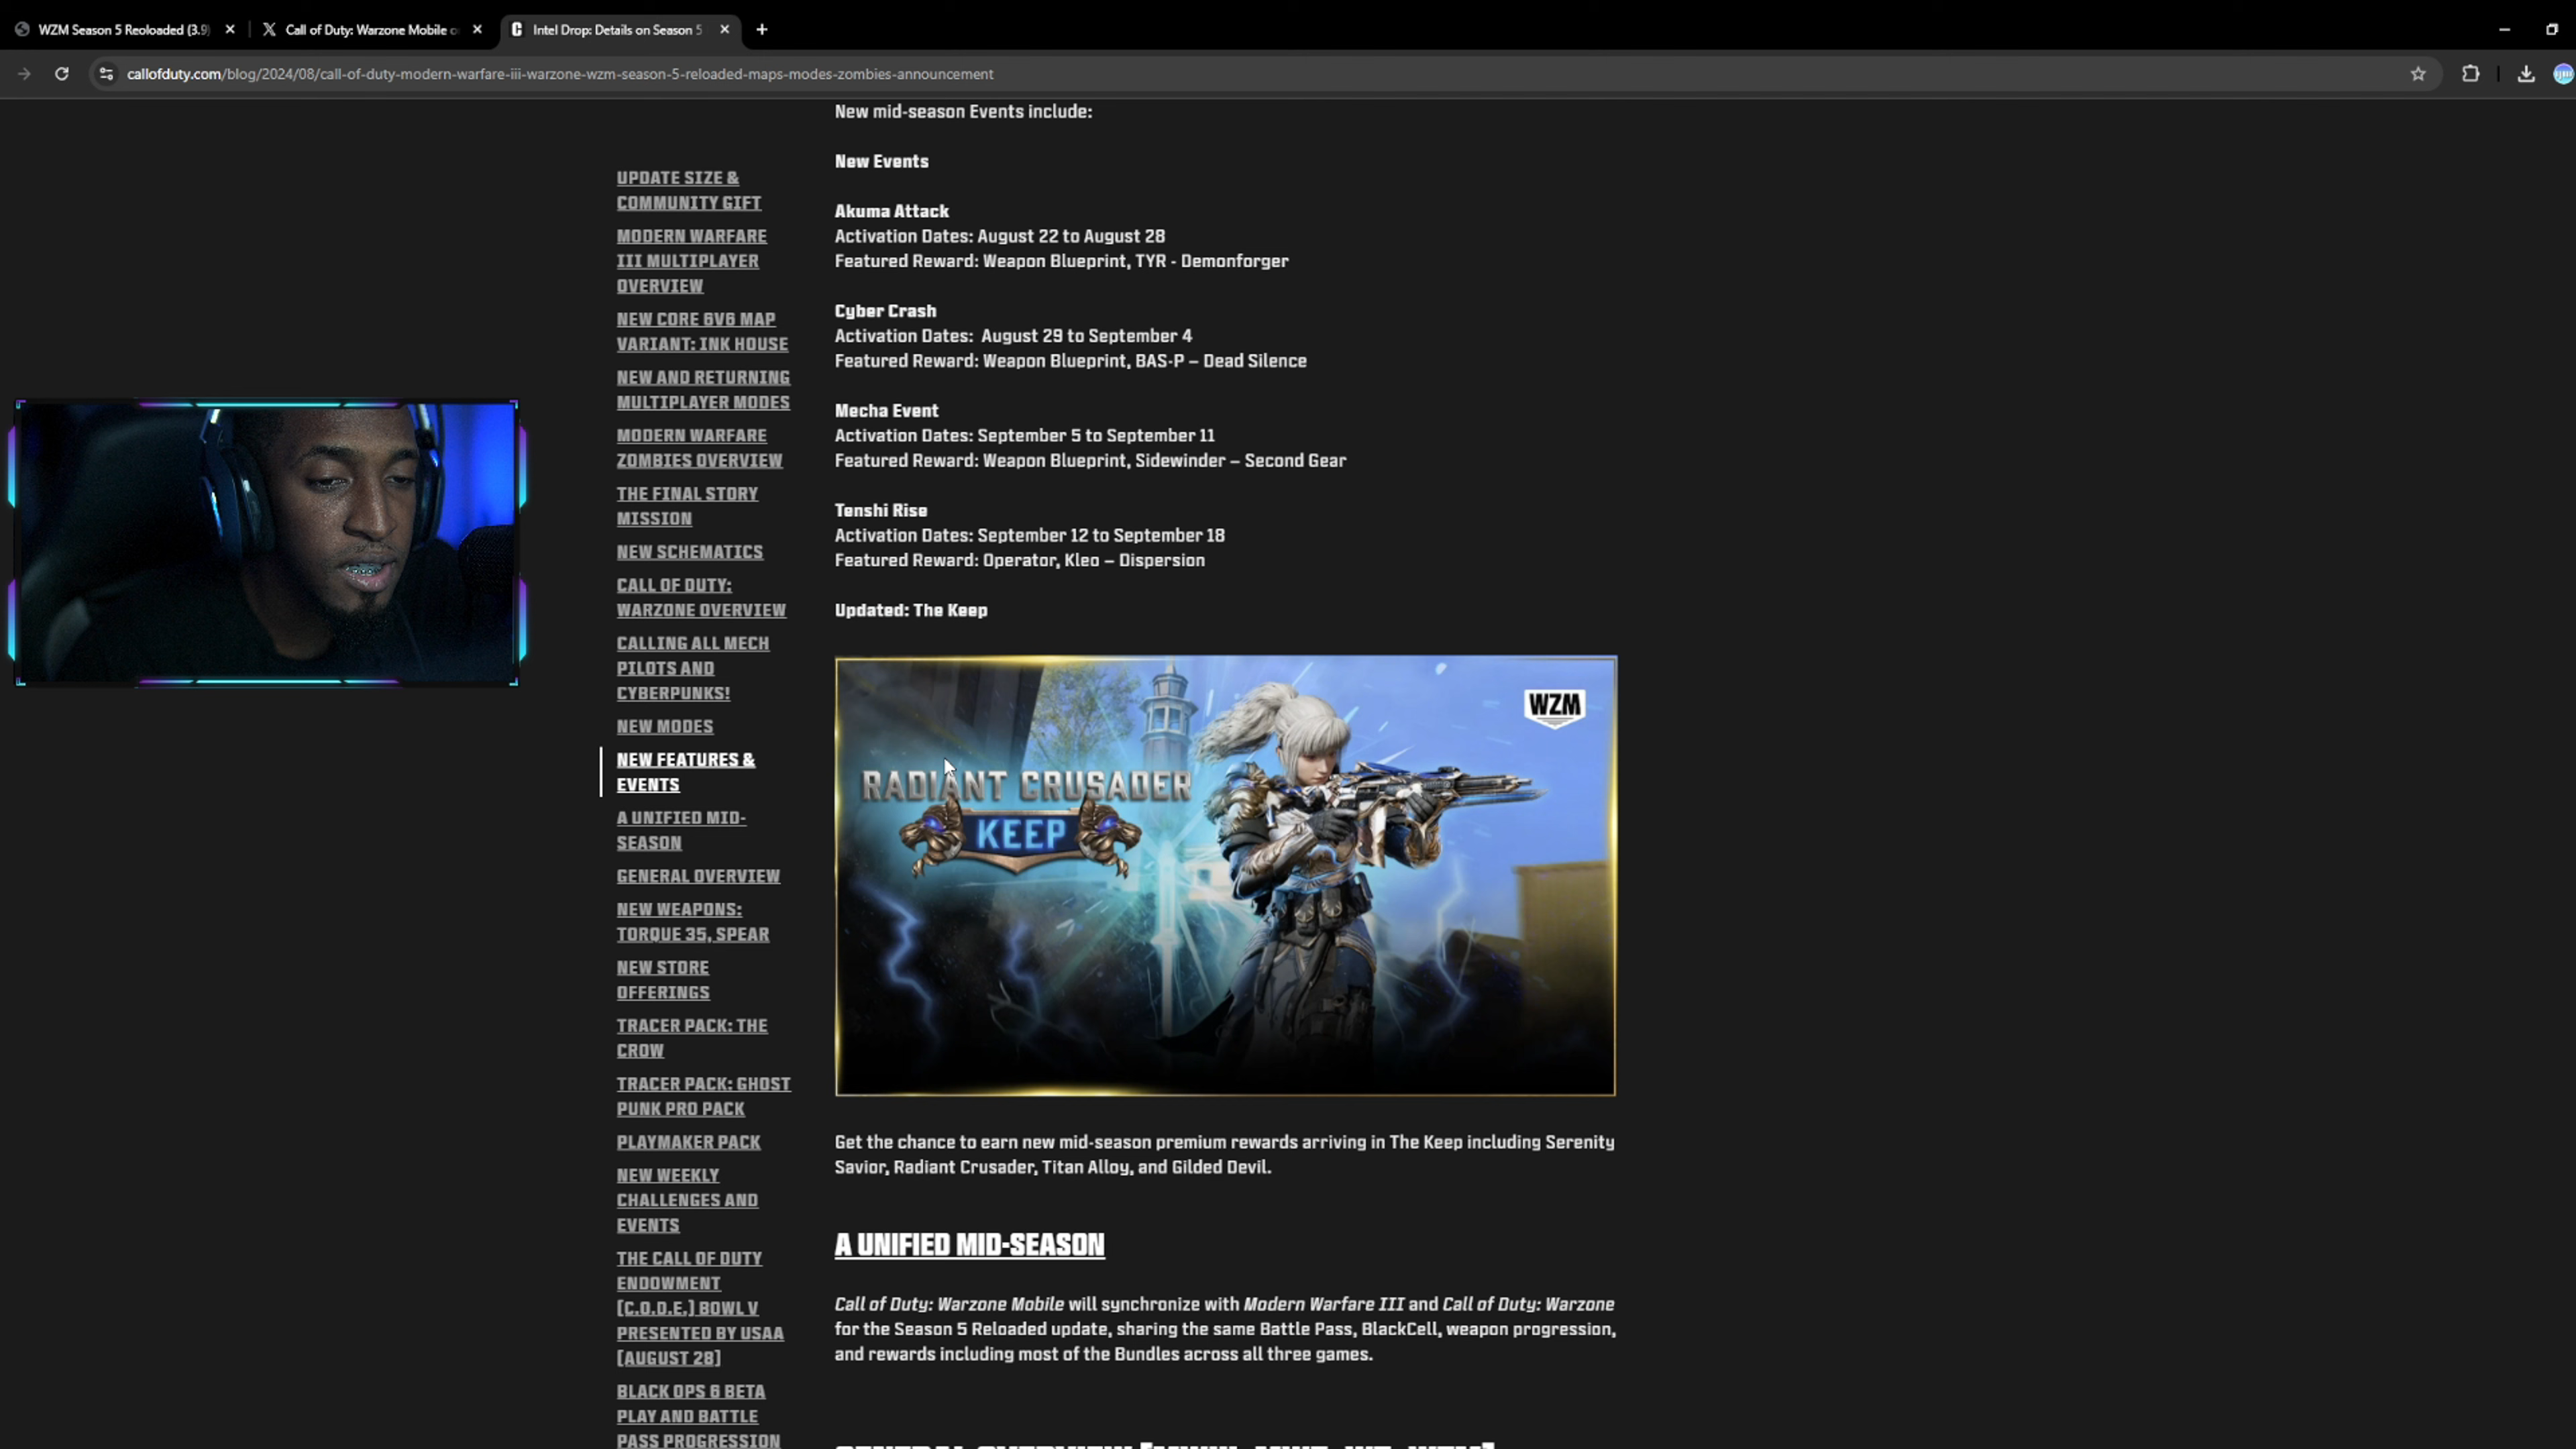 WZM Season 5 Reoloaded (3.9)
Call of Duty: Warzone Mobile o
Intel Drop: Details on Season 5
callofduty.com/blog/2024/08/call-of-duty-modern-warfare-iii-warzone-wzm-season-5-reloaded-maps-modes-zombies-announcement
UPDATE SIZE &
COMMUNITY GIFT
MODERN WARFARE
III MULTIPLAYER
OVERVIEW
NEW CORE 6V6 MAP
VARIANT: INK HOUSE
NEW AND RETURNING
MULTIPLAYER MODES
MODERN WARFARE
ZOMBIES OVERVIEW
THE FINAL STORY
MISSION
NEW SCHEMATICS
CALL OF DUTY:
WARZONE OVERVIEW
CALLING ALL MECH
PILOTS AND
CYBERPUNKS!
NEW MODES
NEW FEATURES &
EVENTS
A UNIFIED MID-
SEASON
GENERAL OVERVIEW
NEW WEAPONS:
TORQUE 35, SPEAR
NEW STORE
OFFERINGS
TRACER PACK: THE
CROW
TRACER PACK: GHOST
PUNK PRO PACK
PLAYMAKER PACK
NEW WEEKLY
CHALLENGES AND
EVENTS
THE CALL OF DUTY
ENDOWMENT
[C.O.D.E.] BOWL V
PRESENTED BY USAA
[AUGUST 28]
BLACK OPS 6 BETA
PLAY AND BATTLE
PASS PROGRESSION
New mid-season Events include:
New Events
Akuma Attack
Activation Dates: August 22 to August 28
Featured Reward: Weapon Blueprint, TYR - Demonforger
Cyber Crash
Activation Dates: August 29 to September 4
Featured Reward: Weapon Blueprint, BAS-P – Dead Silence
Mecha Event
Activation Dates: September 5 to September 11
Featured Reward: Weapon Blueprint, Sidewinder – Second Gear
Tenshi Rise
Activation Dates: September 12 to September 18
Featured Reward: Operator, Kleo – Dispersion
Updated: The Keep
WZM
RADIANT CRUSADER
KEEP
Get the chance to earn new mid-season premium rewards arriving in The Keep including Serenity
Savior, Radiant Crusader, Titan Alloy, and Gilded Devil.
A UNIFIED MID-SEASON
Call of Duty: Warzone Mobile will synchronize with Modern Warfare III and Call of Duty: Warzone
for the Season 5 Reloaded update, sharing the same Battle Pass, BlackCell, weapon progression,
and rewards including most of the Bundles across all three games.